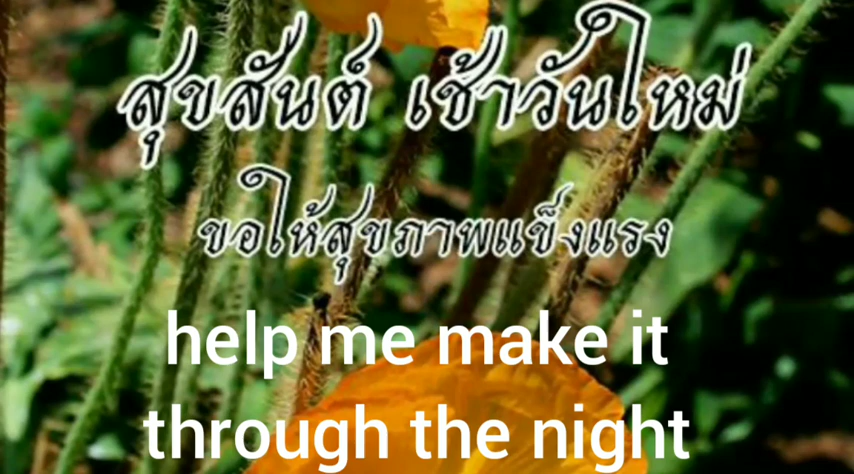 สุขสันต์ เช้าวันใหม่
ขอให้สุขภาพแข็งแรง
help me make it
through the night